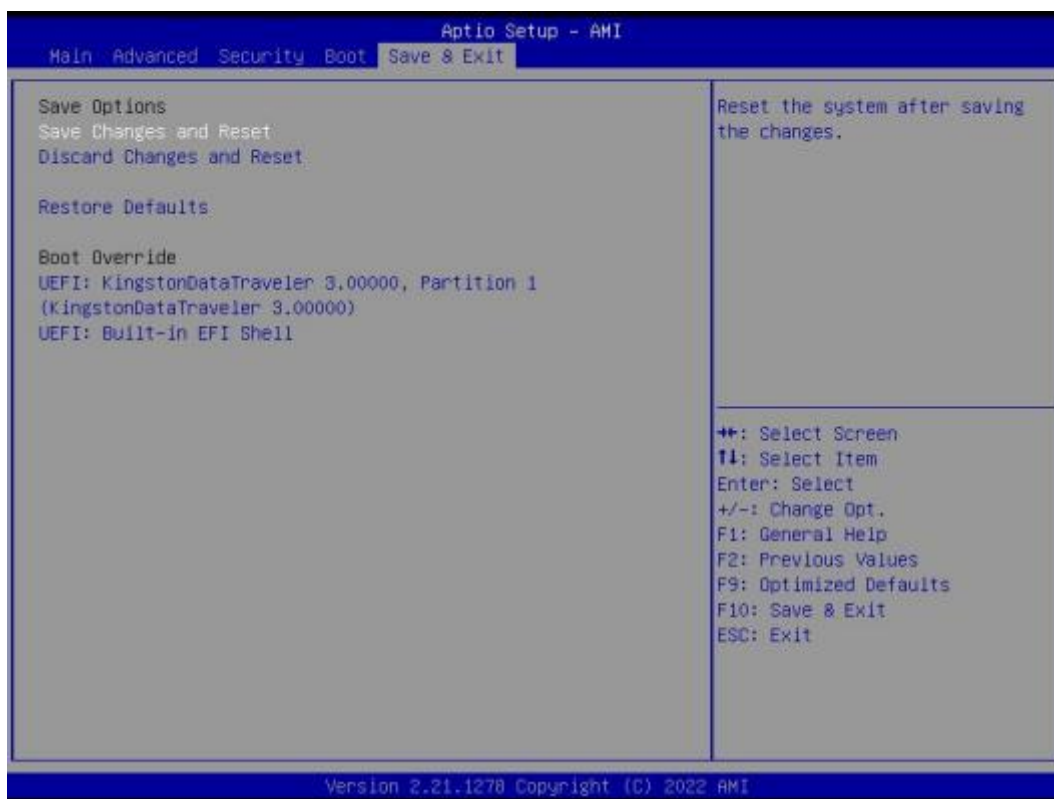 Aptio Setup - AMI
Main Advanced Security Boot Save & Exit
Save Options
Save Changes and Reset
Discard Changes and Reset
Restore Defaults
Boot Override
UEFI: KingstonDataTraveler 3.00000, Partition 1
(KingstonDataTraveler 3.00000)
UEFI: Built-in EFI Shell
Reset the system after saving
the changes.
→←: Select Screen
↑↓: Select Item
Enter: Select
+/-: Change Opt.
F1: General Help
F2: Previous Values
F9: Optimized Defaults
F10: Save & Exit
ESC: Exit
Version 2.21.1278 Copyright (C) 2022 AMI